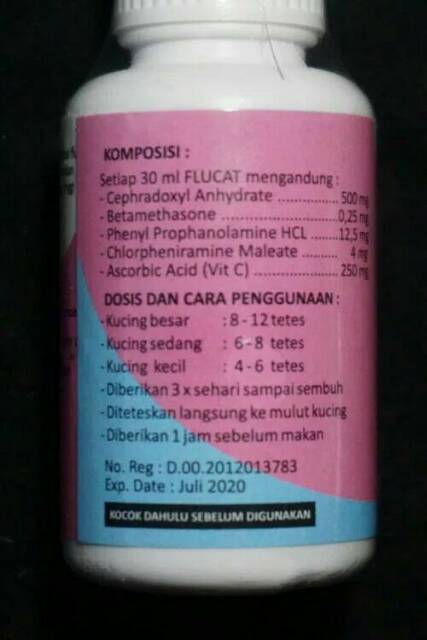 KOMPOSISI :
Setiap 30 ml FLUCAT mengandung :
- Cephradoxyl Anhydrate ............... 500 mg
- Betamethasone ........................ 0,25 mg
- Phenyl Prophanolamine HCL ...... 12,5 mg
- Chlorpheniramine Maleate ......... 4 mg
- Ascorbic Acid (Vit C) .................... 250 mg
DOSIS DAN CARA PENGGUNAAN :
- Kucing besar : 8 - 12 tetes
- Kucing sedang : 6 - 8 tetes
- Kucing kecil : 4 - 6 tetes
- Diberikan 3 x sehari sampai sembuh
- Diteteskan langsung ke mulut kucing
- Diberikan 1 jam sebelum makan
No. Reg : D.00.2012013783
Exp. Date : Juli 2020
KOCOK DAHULU SEBELUM DIGUNAKAN